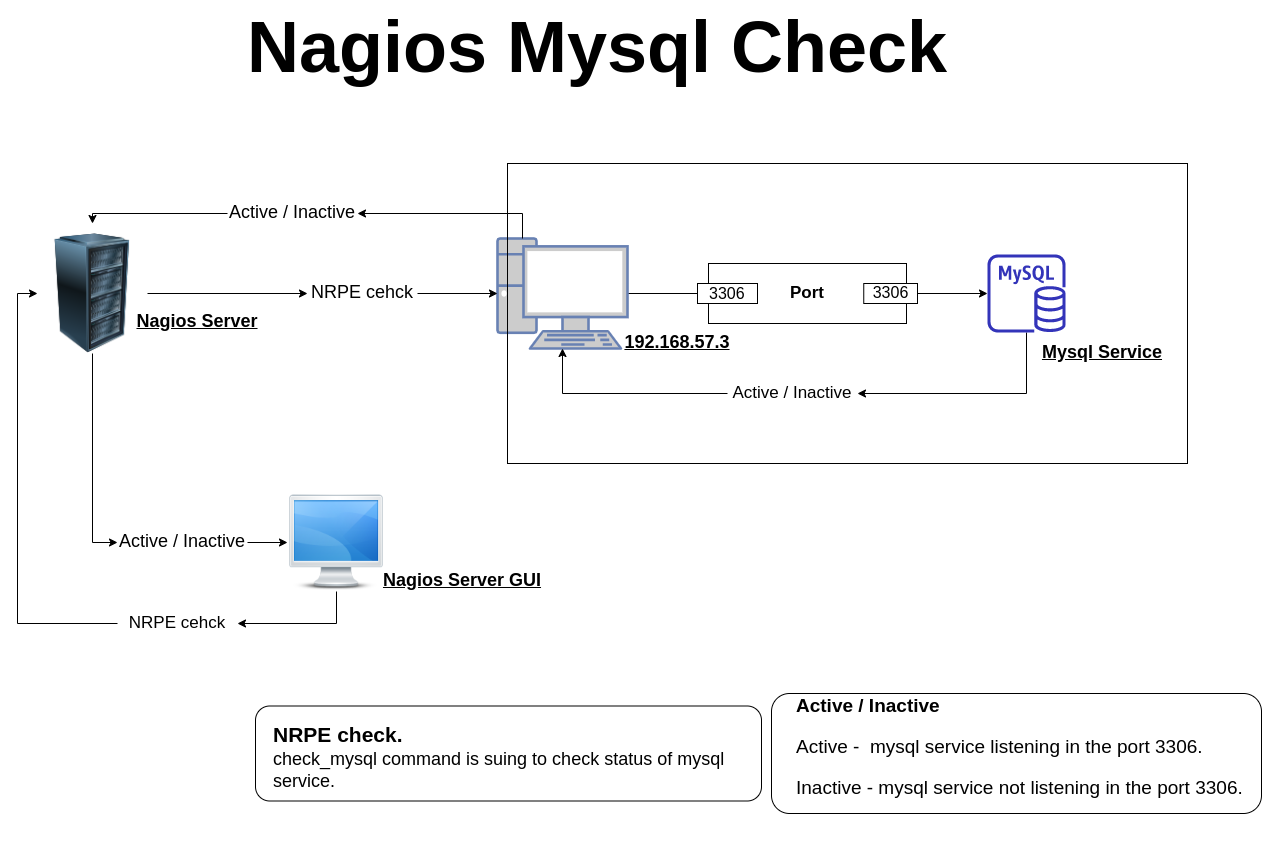 Nagios Mysql Check
Active / Inactive
NRPE cehck
Nagios Server
192.168.57.3
3306
Port
3306
MySQL
Mysql Service
Active / Inactive
Active / Inactive
Nagios Server GUI
NRPE cehck
NRPE check.
check_mysql command is suing to check status of mysql
service.
Active / Inactive
Active -  mysql service listening in the port 3306.
Inactive - mysql service not listening in the port 3306.